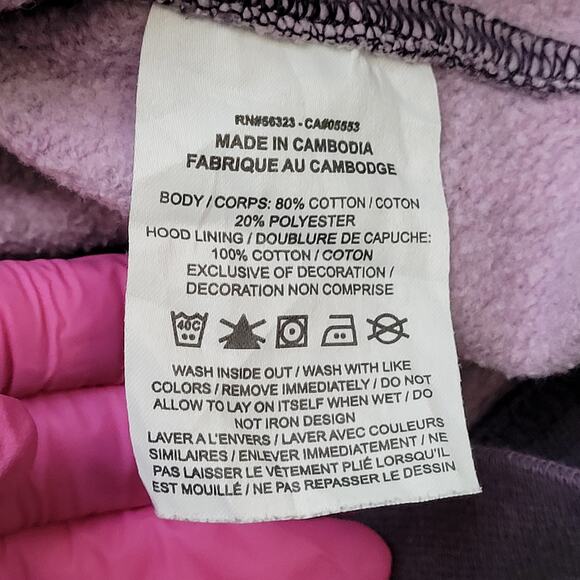 RN#56323 - CA#05553
MADE IN CAMBODIA
FABRIQUE AU CAMBODGE
BODY / CORPS: 80% COTTON / COTON
20% POLYESTER
HOOD LINING / DOUBLURE DE CAPUCHE:
100% COTTON / COTON
EXCLUSIVE OF DECORATION /
DECORATION NON COMPRISE
40C
WASH INSIDE OUT / WASH WITH LIKE
COLORS / REMOVE IMMEDIATELY / DO NOT
ALLOW TO LAY ON ITSELF WHEN WET / DO
NOT IRON DESIGN
LAVER A L'ENVERS / LAVER AVEC COULEURS
SIMILAIRES / ENLEVER IMMEDIATEMENT / NE
PAS LAISSER LE VÊTEMENT PLIÉ LORSQU'IL
EST MOUILLÉ / NE PAS REPASSER LE DESSIN